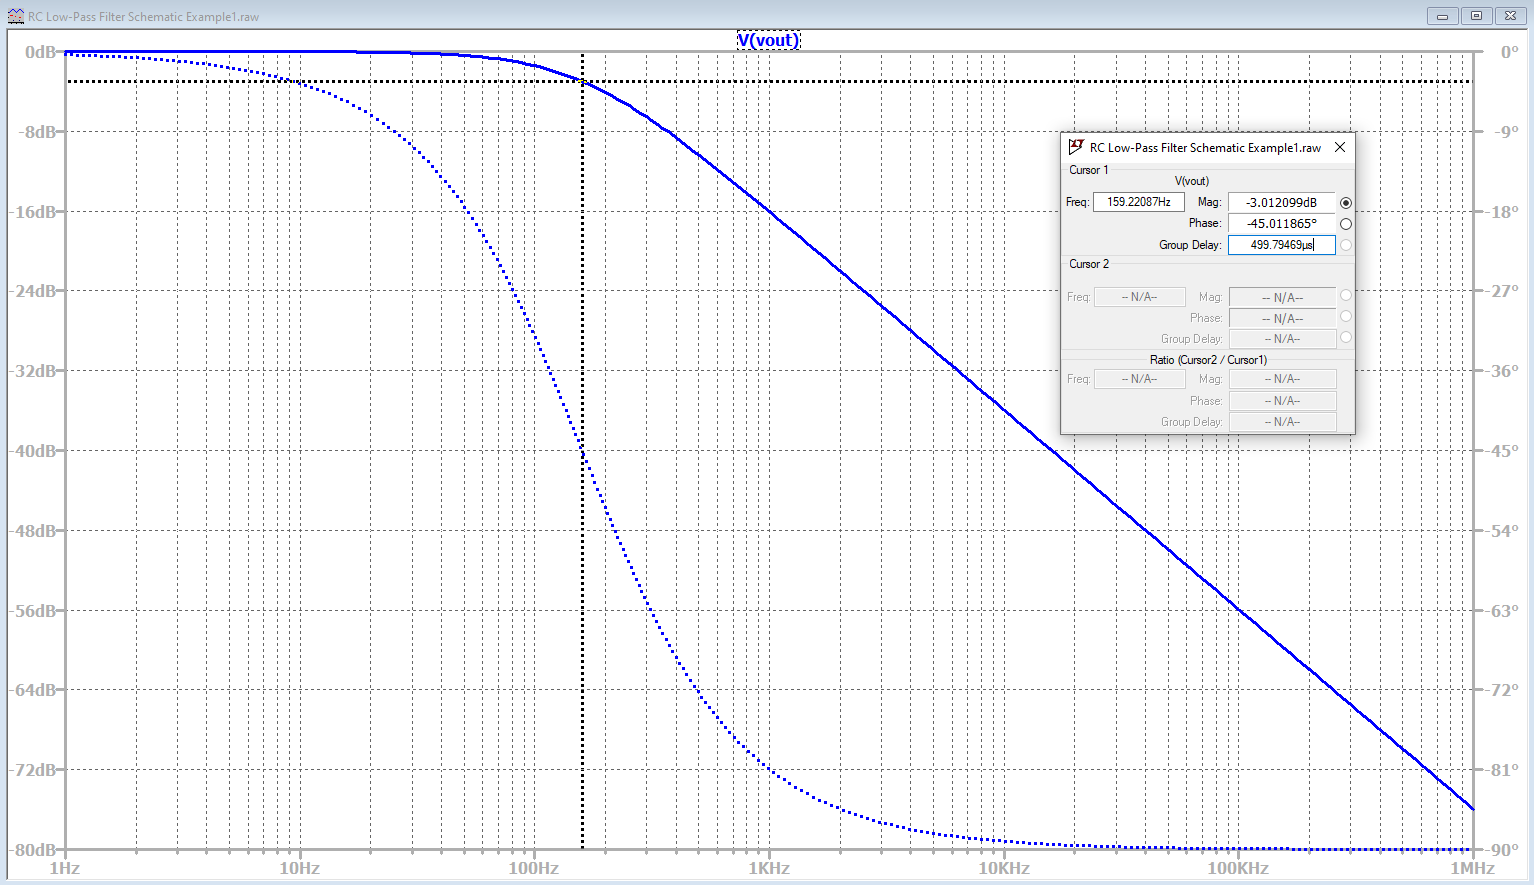 RC Low-Pass Filter Schematic Example1.raw
V(vout)
0dB
-8dB
-16dB
-24dB
-32dB
-40dB
-48dB
-56dB
-64dB
-72dB
-80dB
0°
-9°
-18°
-27°
-36°
-45°
-54°
-63°
-72°
-81°
-90°
1Hz 10Hz 100Hz 1KHz 10KHz 100KHz 1MHz
RC Low-Pass Filter Schematic Example1.raw
Cursor 1
V(vout)
Freq: 159.22087Hz Mag: -3.012099dB
Phase: -45.011865°
Group Delay: 499.79469µs
Cursor 2
Freq: -- N/A-- Mag: -- N/A--
Phase: -- N/A--
Group Delay: -- N/A--
Ratio (Cursor2 / Cursor1)
Freq: -- N/A-- Mag: -- N/A--
Phase: -- N/A--
Group Delay: -- N/A--